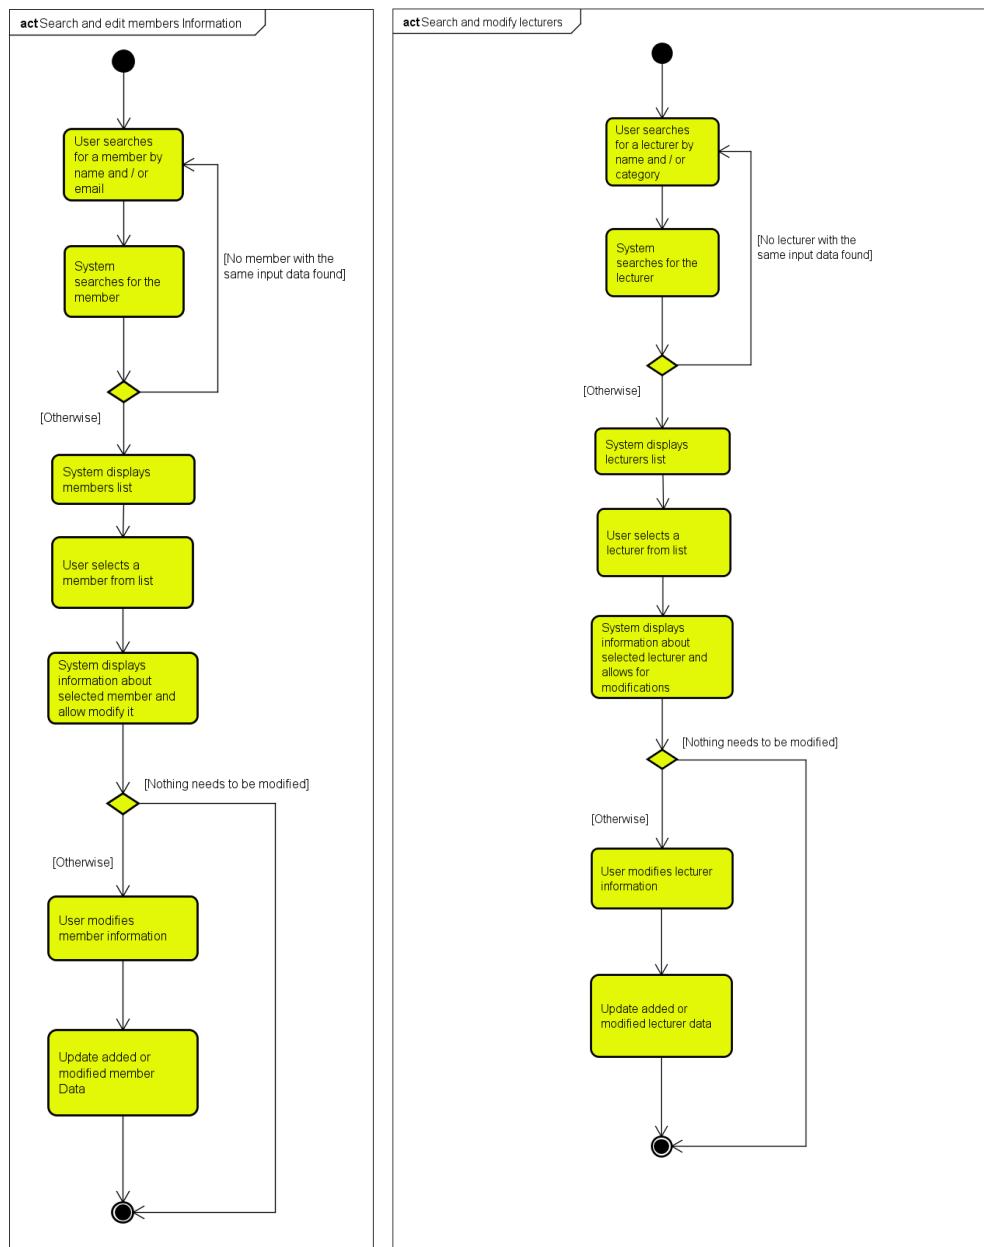 act Search and edit members Information
User searches
for a member by
name and / or
email
[No member with the
same input data found]
System
searches for the
member
[Otherwise]
System displays
members list
User selects a
member from list
System displays
information about
selected member and
allow modify it
[Nothing needs to be modified]
[Otherwise]
User modifies
member information
Update added or
modified member
Data
act Search and modify lecturers
User searches
for a lecturer by
name and / or
category
[No lecturer with the
same input data found]
System
searches for the
lecturer
[Otherwise]
System displays
lecturers list
User selects a
lecturer from list
System displays
information about
selected lecturer and
allows for
modifications
[Nothing needs to be modified]
[Otherwise]
User modifies lecturer
information
Update added or
modified lecturer data